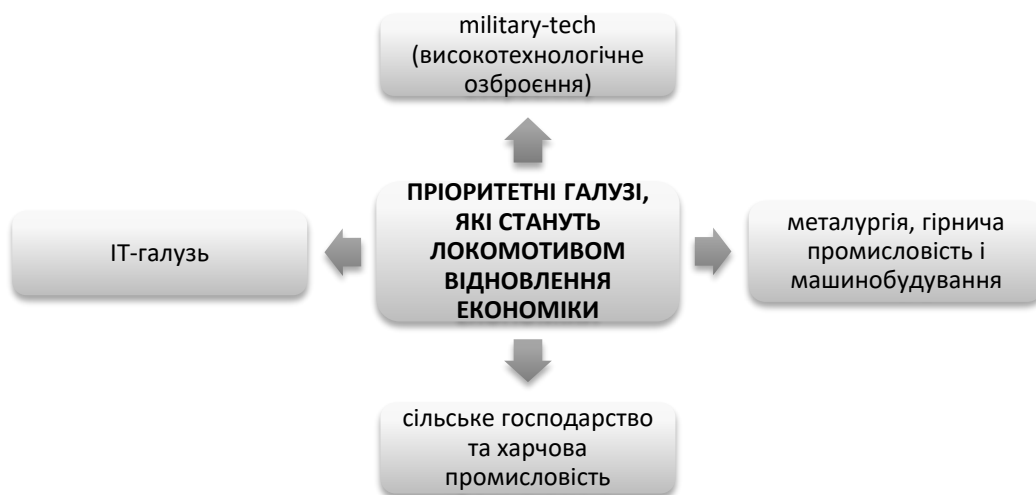 military-tech
(високотехнологічне
озброєння)
ПРІОРИТЕТНІ ГАЛУЗІ,
ЯКІ СТАНУТЬ
ЛОКОМОТИВОМ
ВІДНОВЛЕННЯ
ЕКОНОМІКИ
ІТ-галузь
металургія, гірнича
промисловість і
машинобудування
сільське господарство
та харчова
промисловість